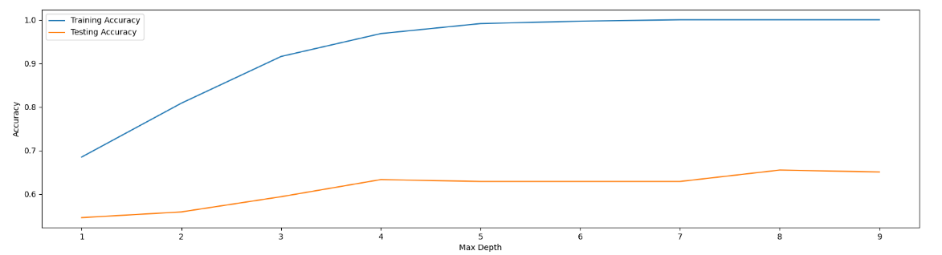 Training Accuracy
Testing Accuracy
1.0
0.9
0.8
0.7
0.6
Accuracy
1 2 3 4 5 6 7 8 9
Max Depth